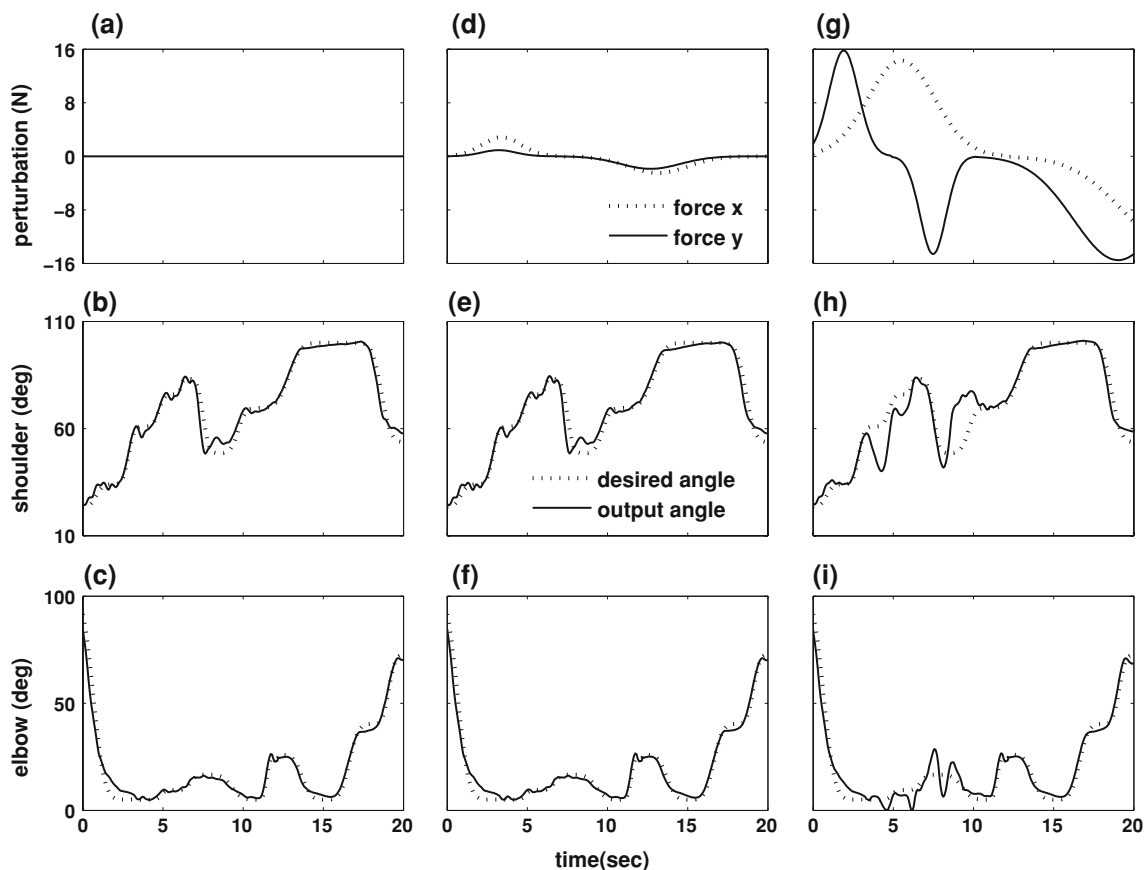 (a) (d) (g)
16
8
0
−8
−16
perturbation (N)
force x
force y
(b) (e) (h)
110
60
10
shoulder (deg)
desired angle
output angle
(c) (f) (i)
100
50
0
elbow (deg)
0 5 10 15 20 0 5 10 15 20 0 5 10 15 20
time(sec)